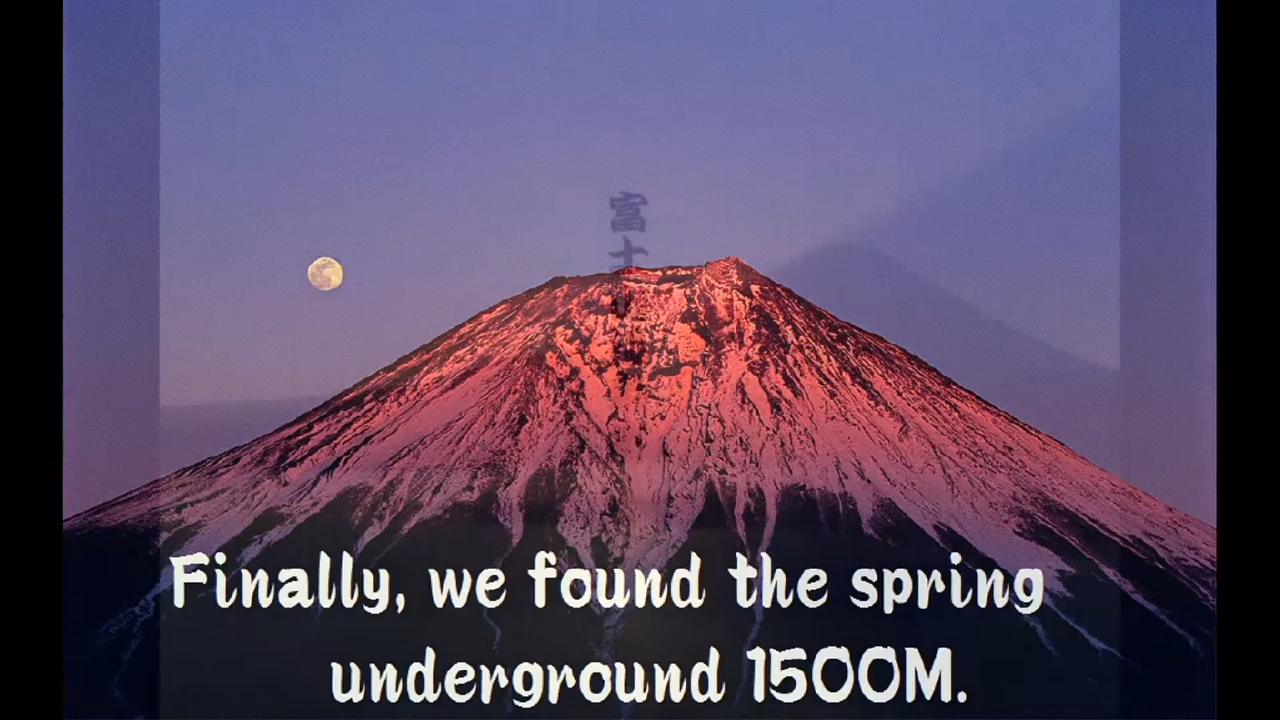 富
士
Finally, we found the spring
underground 1500M.